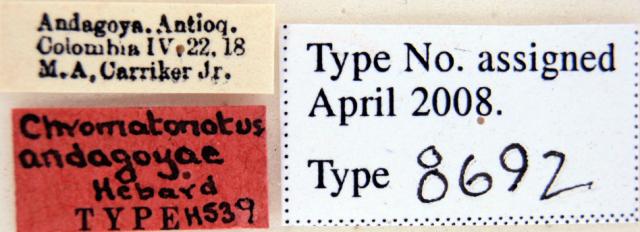 Andagoya. Antioq.
Colombia IV. 22, 18
M. A, Carriker Jr.
Chromatonotus
andagoyae
Hebard
TYPE H539
Type No. assigned
April 2008.
Type 8692